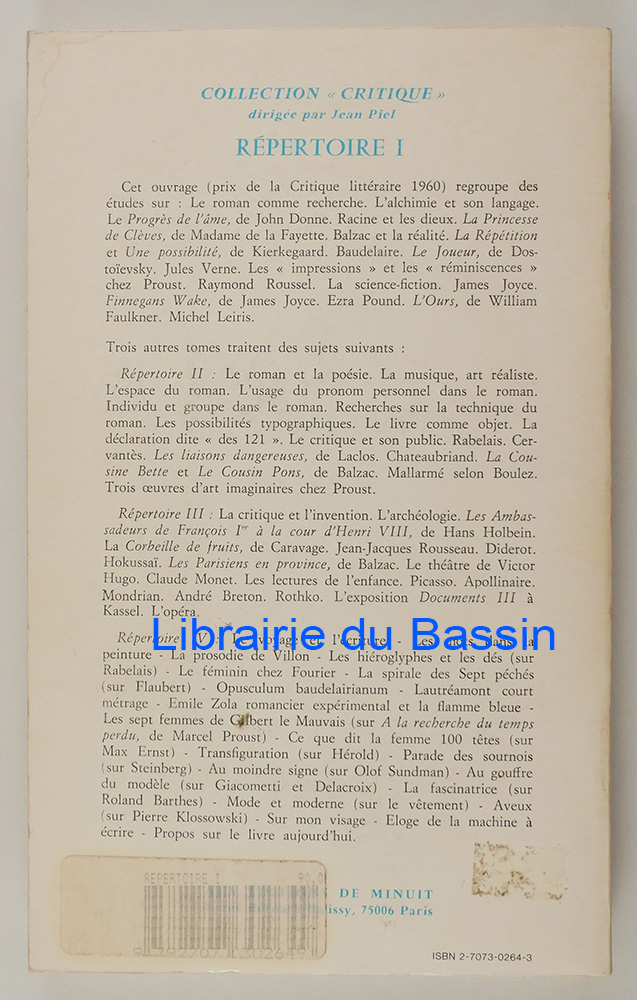 COLLECTION « CRITIQUE »
dirigée par Jean Piel
RÉPERTOIRE I
Cet ouvrage (prix de la Critique littéraire 1960) regroupe des
études sur : Le roman comme recherche. L'alchimie et son langage.
Le Progrès de l'âme, de John Donne. Racine et les dieux. La Princesse
de Clèves, de Madame de la Fayette. Balzac et la réalité. La Répétition
et Une possibilité, de Kierkegaard. Baudelaire. Le Joueur, de Dos-
toïevsky. Jules Verne. Les « impressions » et les « réminiscences »
chez Proust. Raymond Roussel. La science-fiction. James Joyce.
Finnegans Wake, de James Joyce. Ezra Pound. L'Ours, de William
Faulkner. Michel Leiris.
Trois autres tomes traitent des sujets suivants :
Répertoire II : Le roman et la poésie. La musique, art réaliste.
L'espace du roman. L'usage du pronom personnel dans le roman.
Individu et groupe dans le roman. Recherches sur la technique du
roman. Les possibilités typographiques. Le livre comme objet. La
déclaration dite « des 121 ». Le critique et son public. Rabelais. Cer-
vantès. Les liaisons dangereuses, de Laclos. Chateaubriand. La Cou-
sine Bette et Le Cousin Pons, de Balzac. Mallarmé selon Boulez.
Trois œuvres d'art imaginaires chez Proust.
Répertoire III : La critique et l'invention. L'archéologie. Les Ambas-
sadeurs de François Ier à la cour d'Henri VIII, de Hans Holbein.
La Corbeille de fruits, de Caravage. Jean-Jacques Rousseau. Diderot.
Hokussaï. Les Parisiens en province, de Balzac. Le théâtre de Victor
Hugo. Claude Monet. Les lectures de l'enfance. Picasso. Apollinaire.
Mondrian. André Breton. Rothko. L'exposition Documents III à
Kassel. L'opéra.
Librairie du Bassin
Répertoire V : voyage et l'écriture - dans la
peinture - La prosodie de Villon - Les hiéroglyphes et les dés (sur
Rabelais) - Le féminin chez Fourier - La spirale des Sept péchés
(sur Flaubert) - Opusculum baudelairianum - Lautréamont court
métrage - Emile Zola romancier expérimental et la flamme bleue -
Les sept femmes de Gilbert le Mauvais (sur A la recherche du temps
perdu, de Marcel Proust) - Ce que dit la femme 100 têtes (sur
Max Ernst) - Transfiguration (sur Hérold) - Parade des sournois
(sur Steinberg) - Au moindre signe (sur Olof Sundman) - Au gouffre
du modèle (sur Giacometti et Delacroix) - La fascinatrice (sur
Roland Barthes) - Mode et moderne (sur le vêtement) - Aveux
(sur Pierre Klossowski) - Sur mon visage - Eloge de la machine à
écrire - Propos sur le livre aujourd'hui.
REPERTOIRE I 90,0
DE MINUIT
issy, 75006 Paris
9 782707 302649
ISBN 2-7073-0264-3